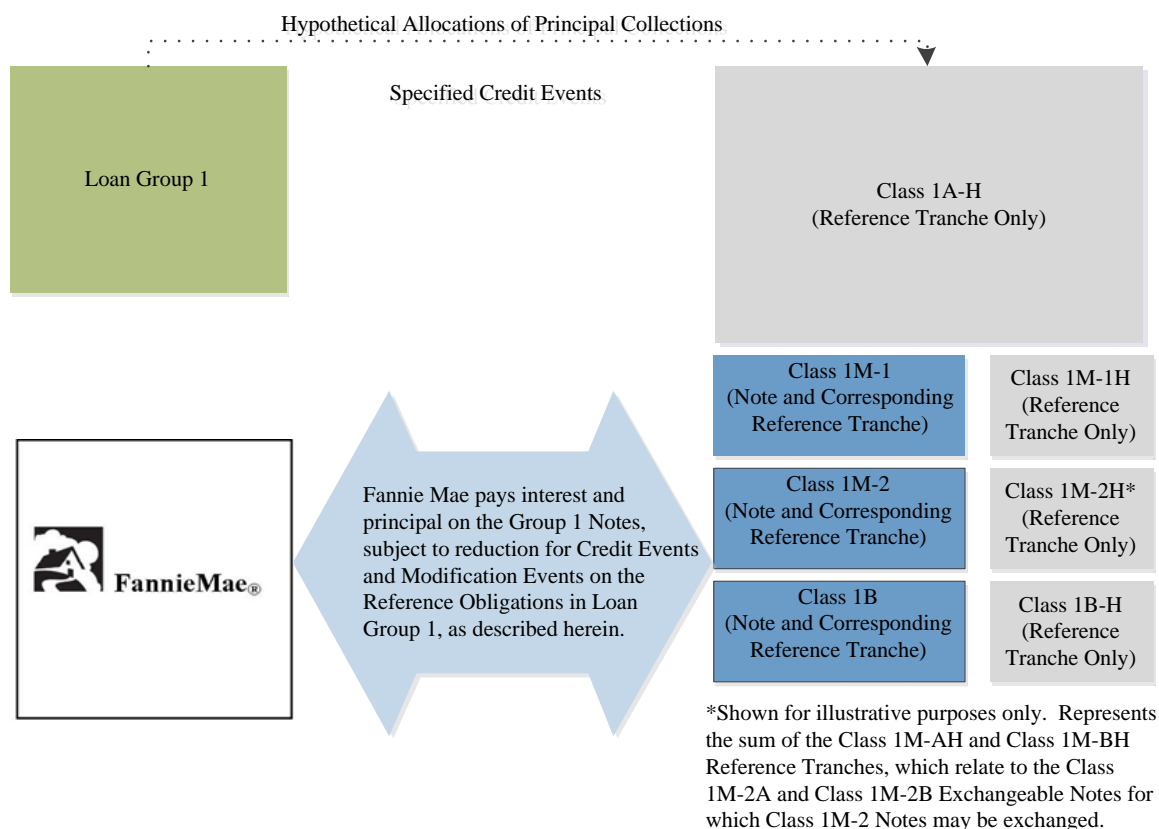 Hypothetical Allocations of Principal Collections
Specified Credit Events
Loan Group 1
Class 1A-H
(Reference Tranche Only)
Class 1M-1
(Note and Corresponding
Reference Tranche)
Class 1M-1H
(Reference
Tranche Only)
Class 1M-2
(Note and Corresponding
Reference Tranche)
Class 1M-2H*
(Reference
Tranche Only)
Class 1B
(Note and Corresponding
Reference Tranche)
Class 1B-H
(Reference
Tranche Only)
FannieMae®
Fannie Mae pays interest and
principal on the Group 1 Notes,
subject to reduction for Credit Events
and Modification Events on the
Reference Obligations in Loan
Group 1, as described herein.
*Shown for illustrative purposes only.  Represents
the sum of the Class 1M-AH and Class 1M-BH
Reference Tranches, which relate to the Class
1M-2A and Class 1M-2B Exchangeable Notes for
which Class 1M-2 Notes may be exchanged.